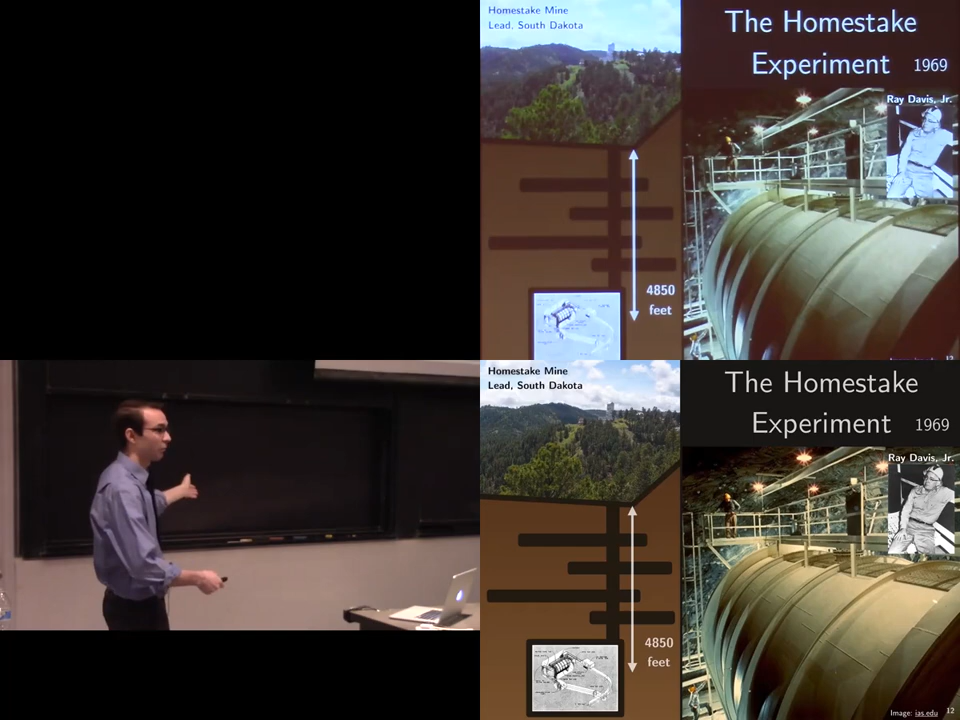 Homestake Mine
Lead, South Dakota
The Homestake
Experiment 1969
Ray Davis, Jr.
4850
feet
12
Homestake Mine
Lead, South Dakota
The Homestake
Experiment 1969
Ray Davis, Jr.
4850
feet
Image: ias.edu 12